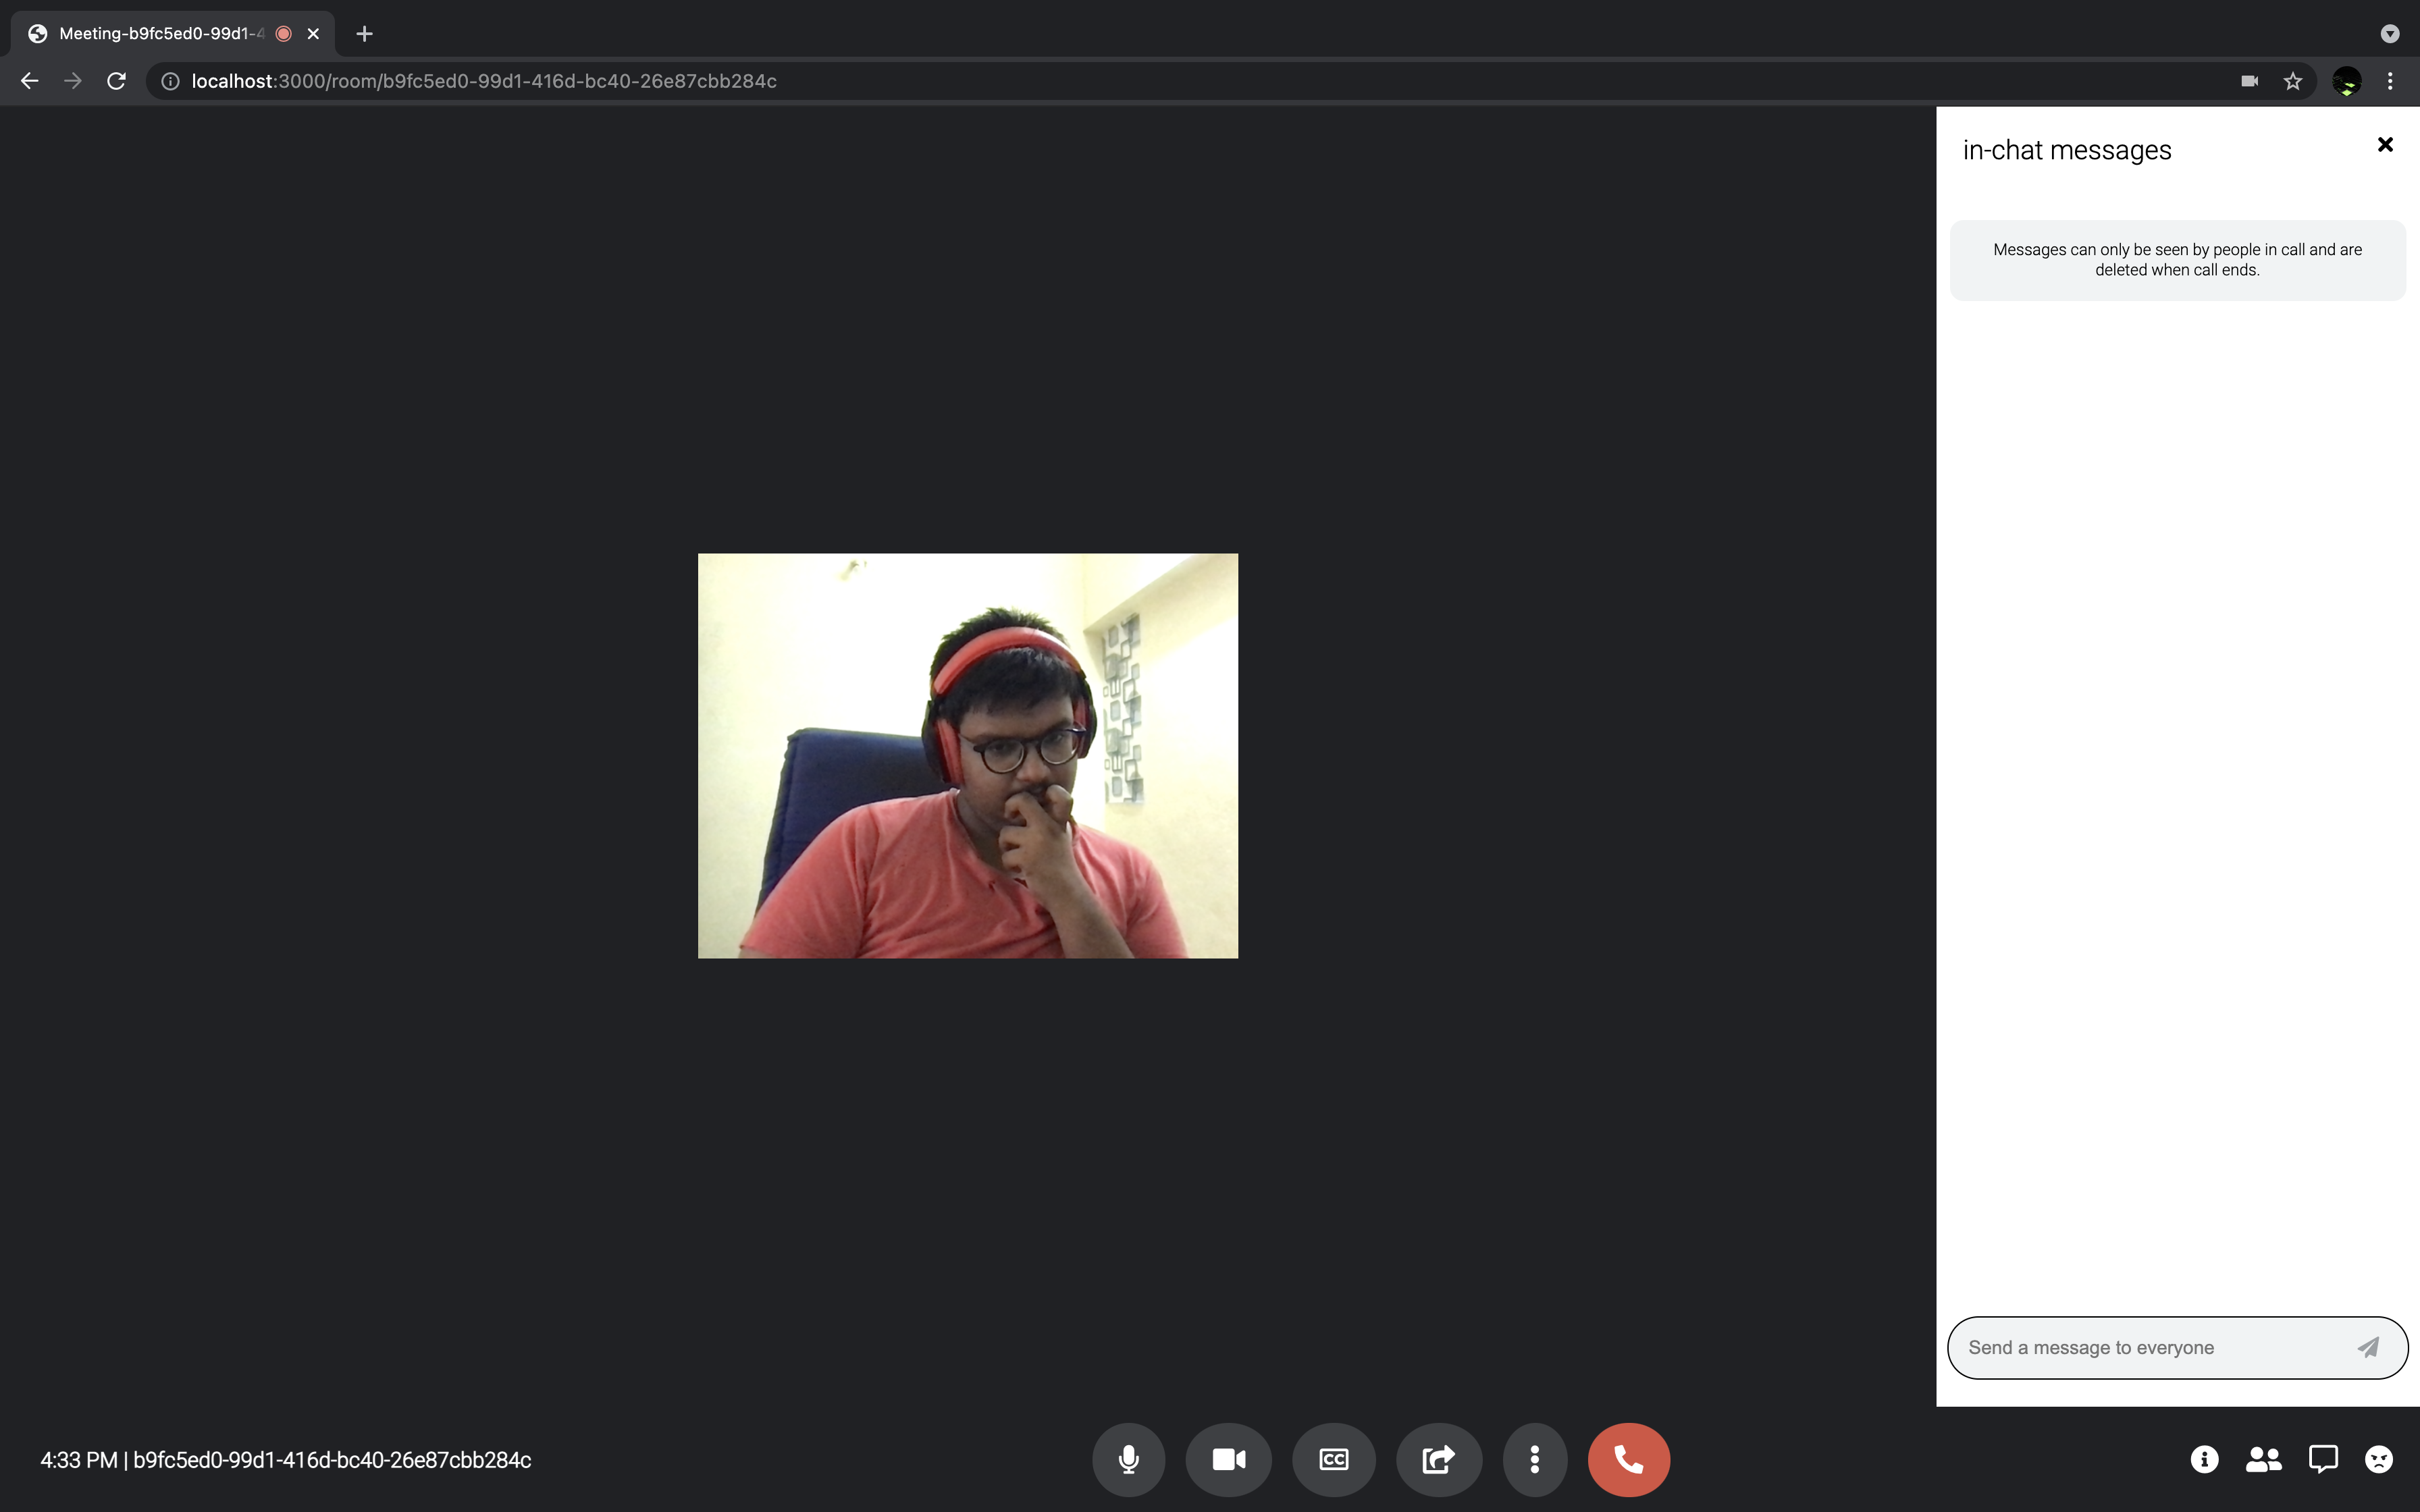 Meeting-b9fc5ed0-99d1-4
localhost:3000/room/b9fc5ed0-99d1-416d-bc40-26e87cbb284c
in-chat messages
Messages can only be seen by people in call and are
deleted when call ends.
Send a message to everyone
4:33 PM | b9fc5ed0-99d1-416d-bc40-26e87cbb284c
CC